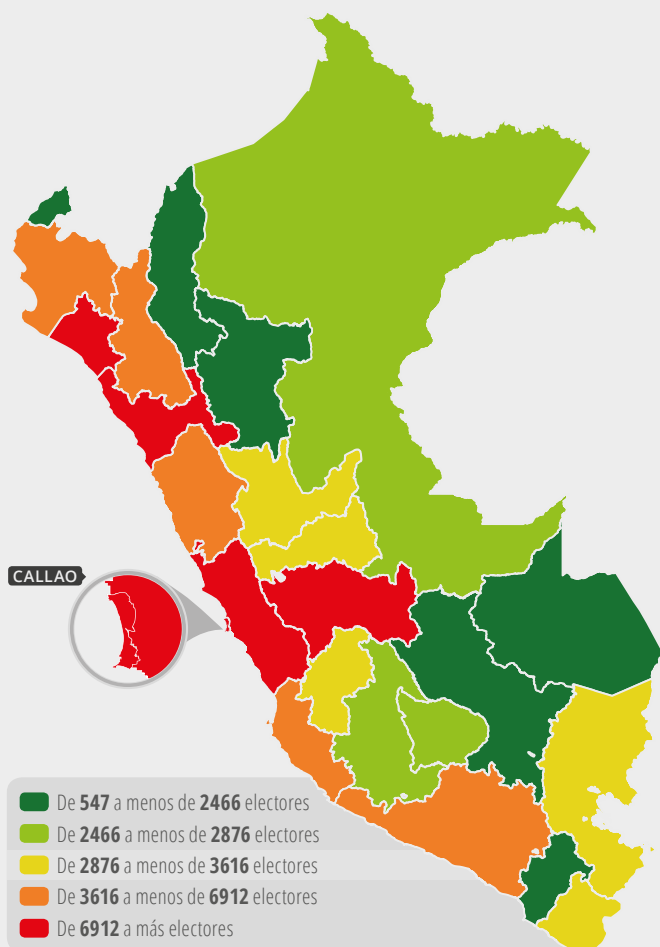 CALLAO
De 547 a menos de 2466 electores
De 2466 a menos de 2876 electores
De 2876 a menos de 3616 electores
De 3616 a menos de 6912 electores
De 6912 a más electores